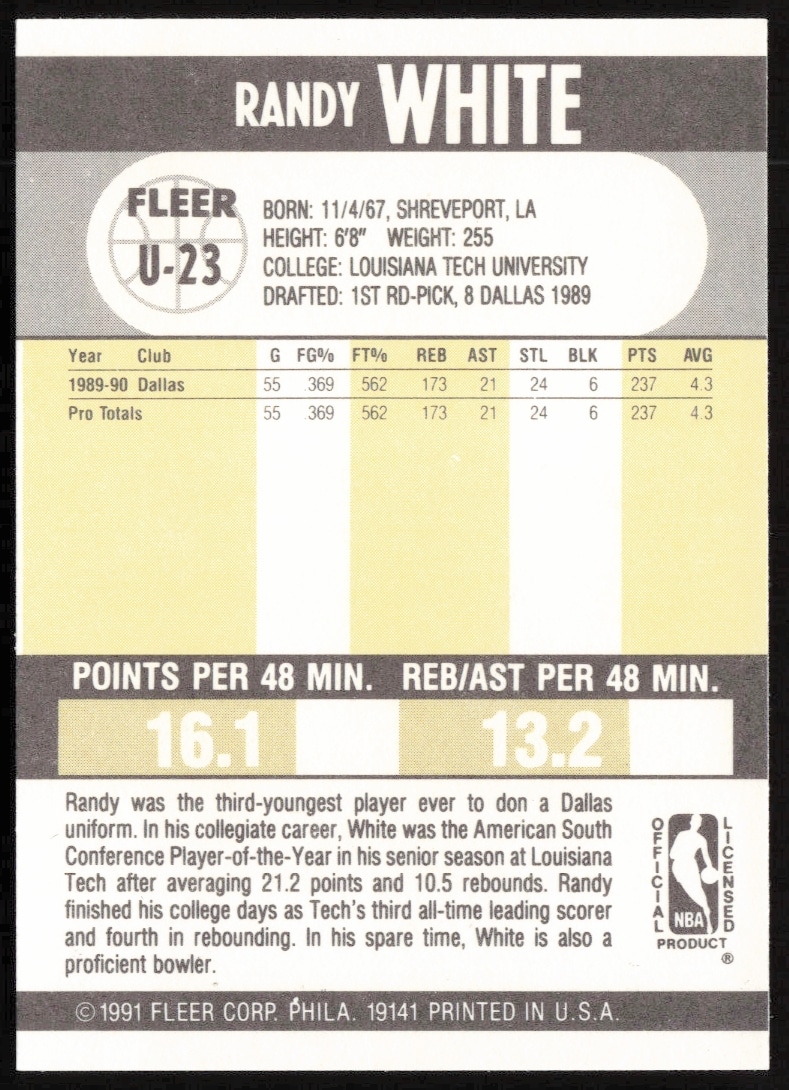 RANDY WHITE
FLEER
U-23
BORN: 11/4/67, SHREVEPORT, LA
HEIGHT: 6'8" WEIGHT: 255
COLLEGE: LOUISIANA TECH UNIVERSITY
DRAFTED: 1ST RD-PICK, 8 DALLAS 1989
Year Club G FG% FT% REB AST STL BLK PTS AVG
1989-90 Dallas 55 .369 562 173 21 24 6 237 4.3
Pro Totals 55 .369 562 173 21 24 6 237 4.3
POINTS PER 48 MIN. REB/AST PER 48 MIN.
16.1 13.2
Randy was the third-youngest player ever to don a Dallas
uniform. In his collegiate career, White was the American South
Conference Player-of-the-Year in his senior season at Louisiana
Tech after averaging 21.2 points and 10.5 rebounds. Randy
finished his college days as Tech's third all-time leading scorer
and fourth in rebounding. In his spare time, White is also a
proficient bowler.
OFFICIAL
LICENSED
NBA
PRODUCT
®
© 1991 FLEER CORP. PHILA. 19141 PRINTED IN U.S.A.